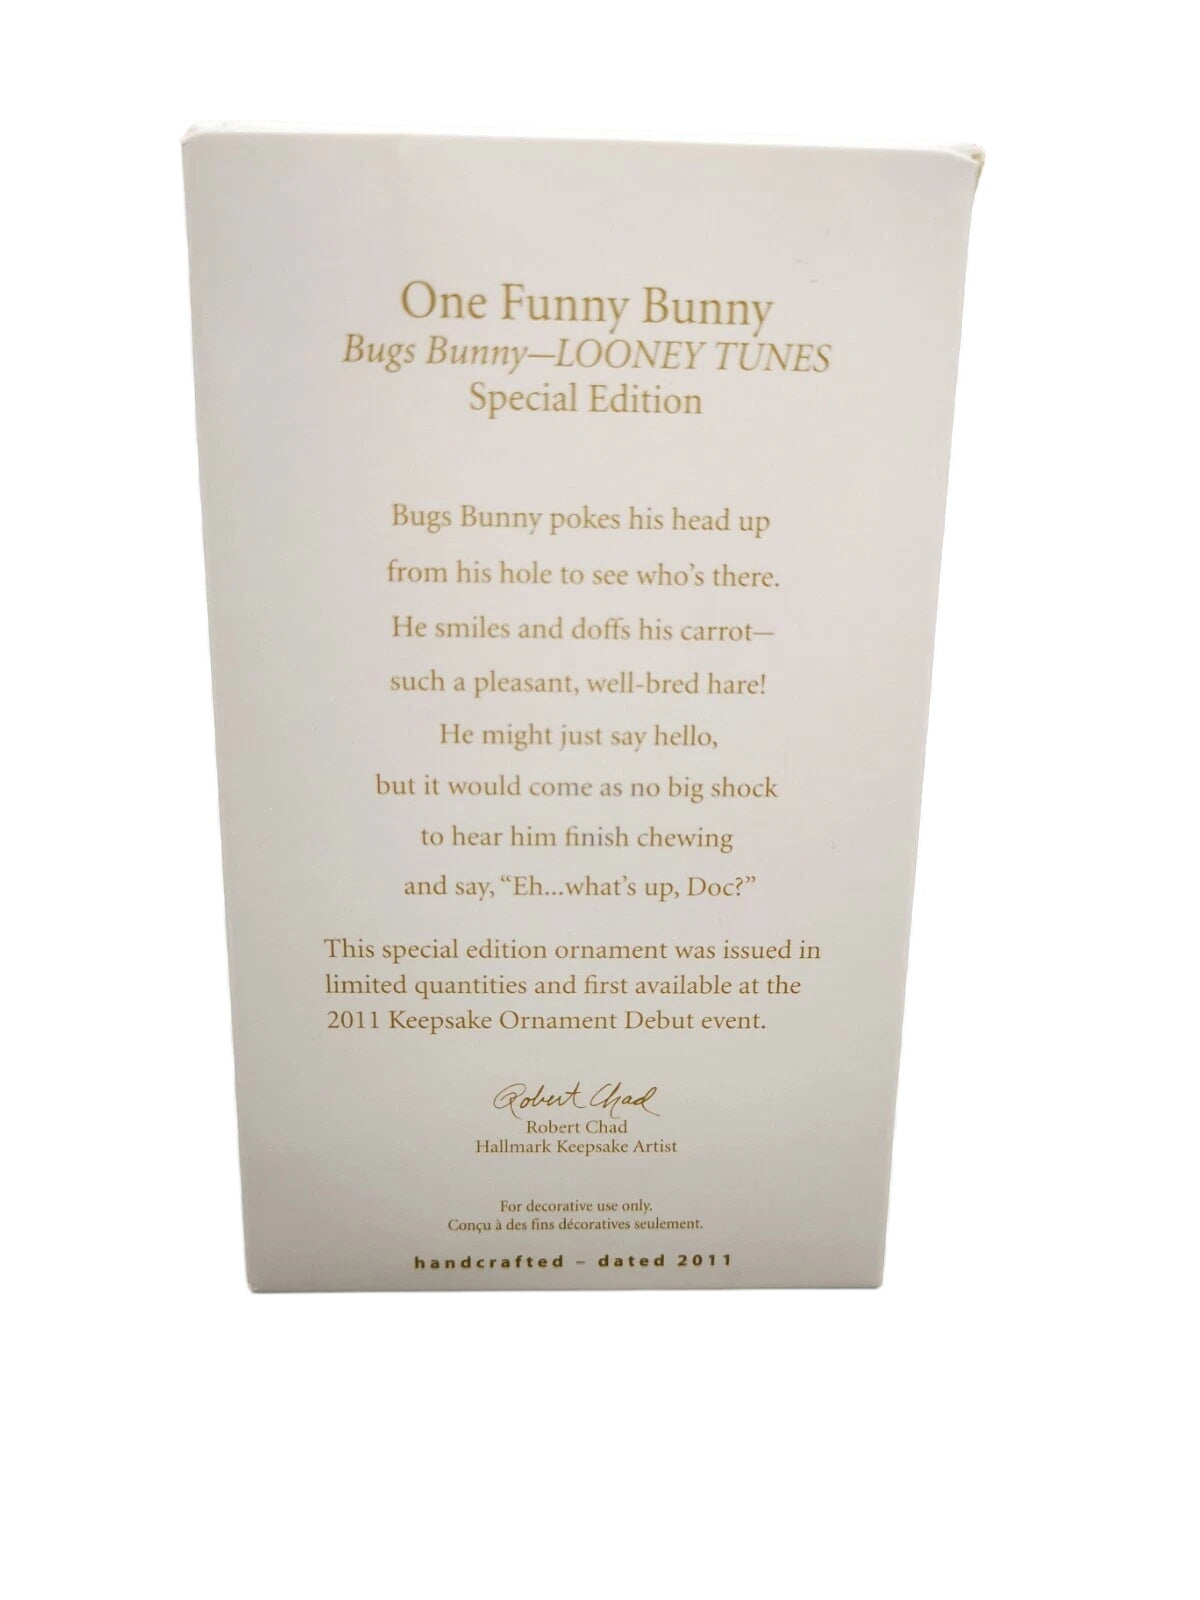 One Funny Bunny
Bugs Bunny—LOONEY TUNES
Special Edition
Bugs Bunny pokes his head up
from his hole to see who's there.
He smiles and doffs his carrot—
such a pleasant, well-bred hare!
He might just say hello,
but it would come as no big shock
to hear him finish chewing
and say, “Eh...what's up, Doc?”
This special edition ornament was issued in
limited quantities and first available at the
2011 Keepsake Ornament Debut event.
Robert Chad
Robert Chad
Hallmark Keepsake Artist
For decorative use only.
Conçu à des fins décoratives seulement.
handcrafted – dated 2011